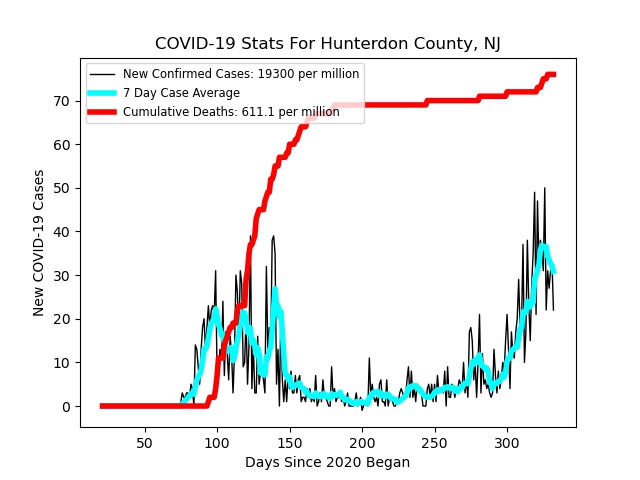 COVID-19 Stats For Hunterdon County, NJ
New Confirmed Cases: 19300 per million
7 Day Case Average
Cumulative Deaths: 611.1 per million
New COVID-19 Cases
70
60
50
40
30
20
10
0
50 100 150 200 250 300
Days Since 2020 Began